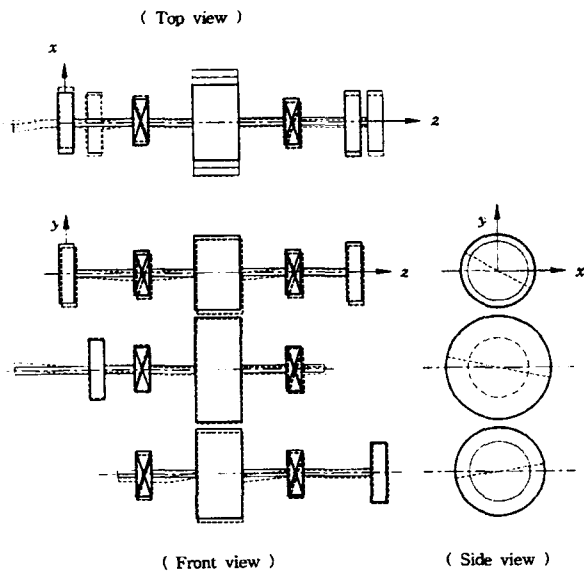 ( Top view )
x
z
y
z
y
x
( Front view )
( Side view )